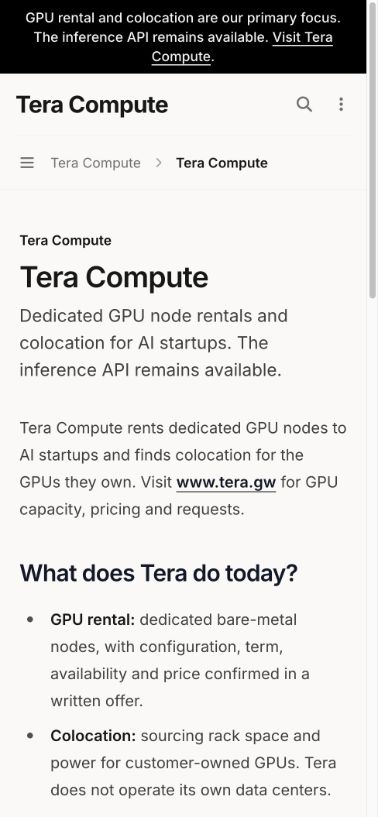 GPU rental and colocation are our primary focus.
The inference API remains available. Visit Tera
Compute.
Tera Compute
Tera Compute > Tera Compute
Tera Compute
Tera Compute
Dedicated GPU node rentals and
colocation for AI startups. The
inference API remains available.
Tera Compute rents dedicated GPU nodes to
AI startups and finds colocation for the
GPUs they own. Visit www.tera.gw for GPU
capacity, pricing and requests.
What does Tera do today?
• GPU rental: dedicated bare-metal
nodes, with configuration, term,
availability and price confirmed in a
written offer.
• Colocation: sourcing rack space and
power for customer-owned GPUs. Tera
does not operate its own data centers.